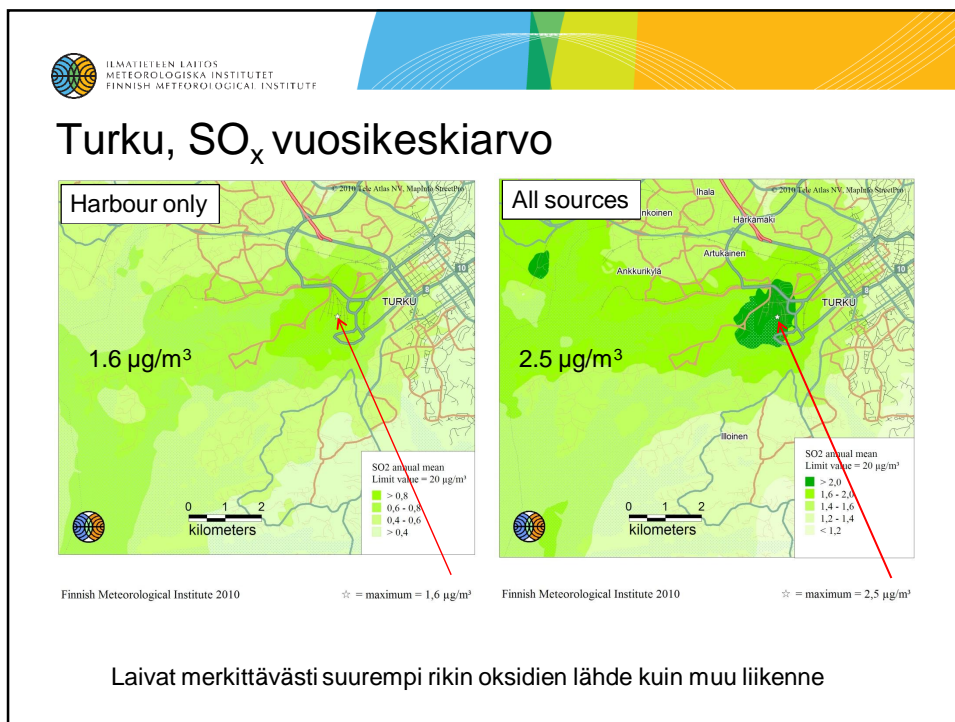 ILMATIETEEN LAITOS
METEOROLOGISKA INSTITUTET
FINNISH METEOROLOGICAL INSTITUTE
Turku, SOx vuosikeskiarvo
© 2010 Tele Atlas NV, MapInfo StreetPro
Harbour only
10
8
TURKU
1.6 µg/m³
SO2 annual mean
Limit value = 20 µg/m³
> 0,8
0,6 - 0,8
0,4 - 0,6
> 0,4
0 1 2
kilometers
Finnish Meteorological Institute 2010
☆ = maximum = 1,6 µg/m³
© 2010 Tele Atlas NV, MapInfo StreetPro
All sources
Ihala
nkoinen
Härkämäki
Artukainen
Ankkurikylä
10
8
TURKU
2.5 µg/m³
Illoinen
SO2 annual mean
Limit value = 20 µg/m³
> 2,0
1,6 - 2,0
1,4 - 1,6
1,2 - 1,4
< 1,2
0 1 2
kilometers
Finnish Meteorological Institute 2010
☆ = maximum = 2,5 µg/m³
Laivat merkittävästi suurempi rikin oksidien lähde kuin muu liikenne